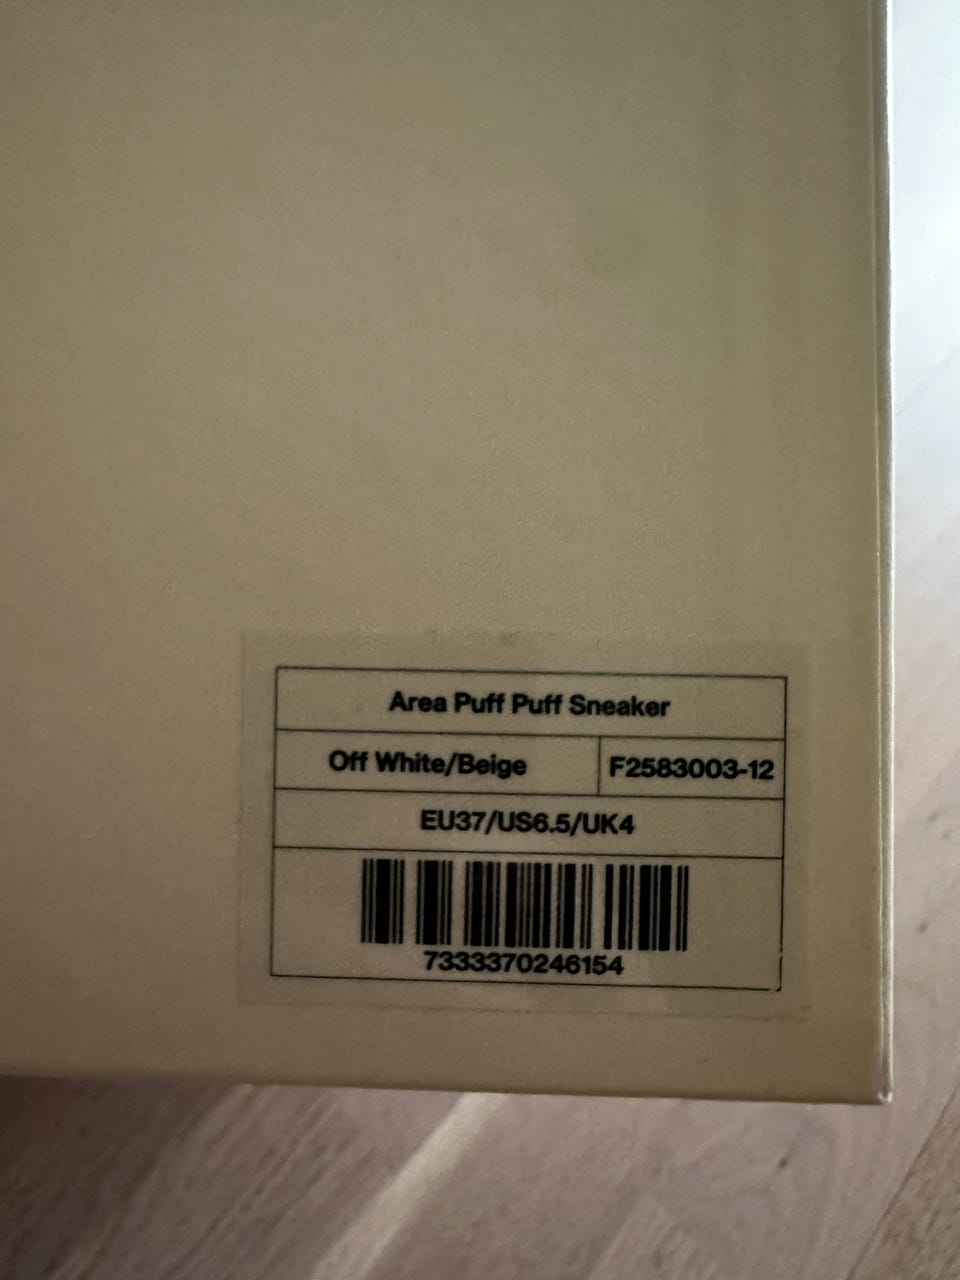 Area Puff Puff Sneaker
Off White/Beige F2583003-12
EU37/US6.5/UK4
7333370246154